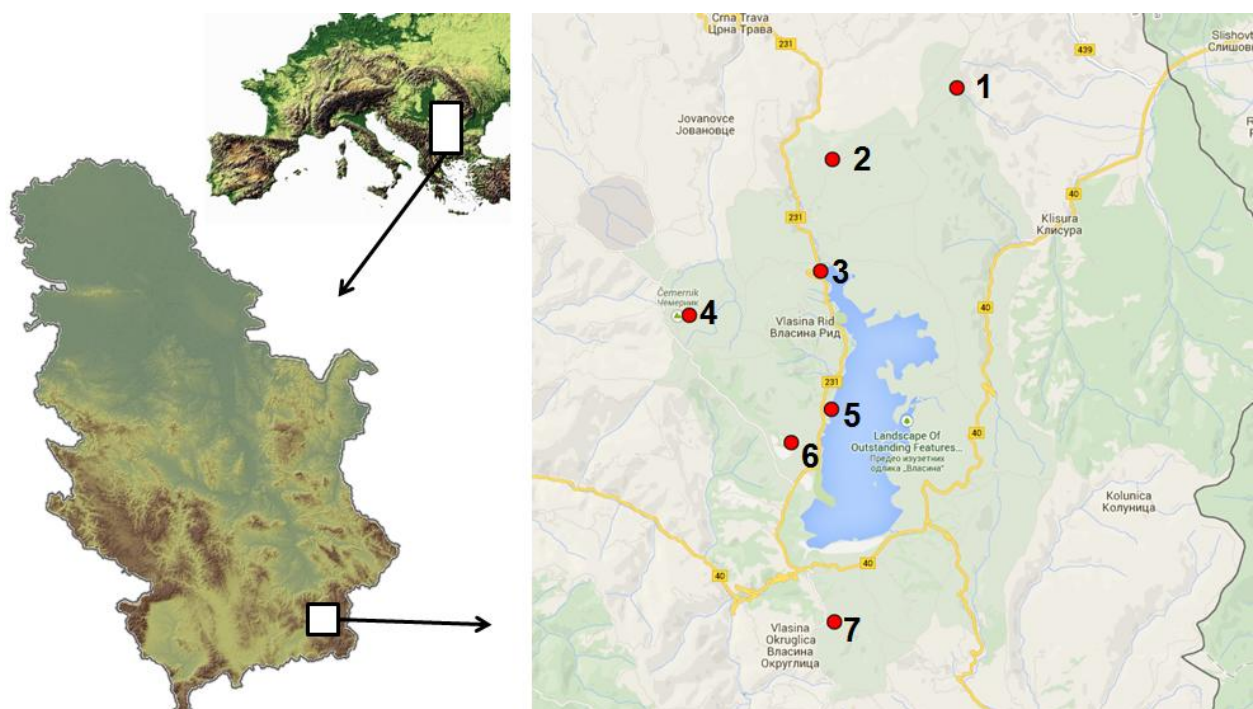 Crna Trava
Црна Трава
231
439
Slishovt
Слишовт
1
Jovanovce
Јовановце
2
40
231
Klisura
Клисура
3
Čemernik
Чемерник
4
40
Vlasina Rid
Власина Рид
231
5
Landscape Of
Outstanding Features...
Предео изузетних
одлика „Власина“
40
6
Kolunica
Колуница
40
40
7
Vlasina
Okruglica
Власина
Округлица